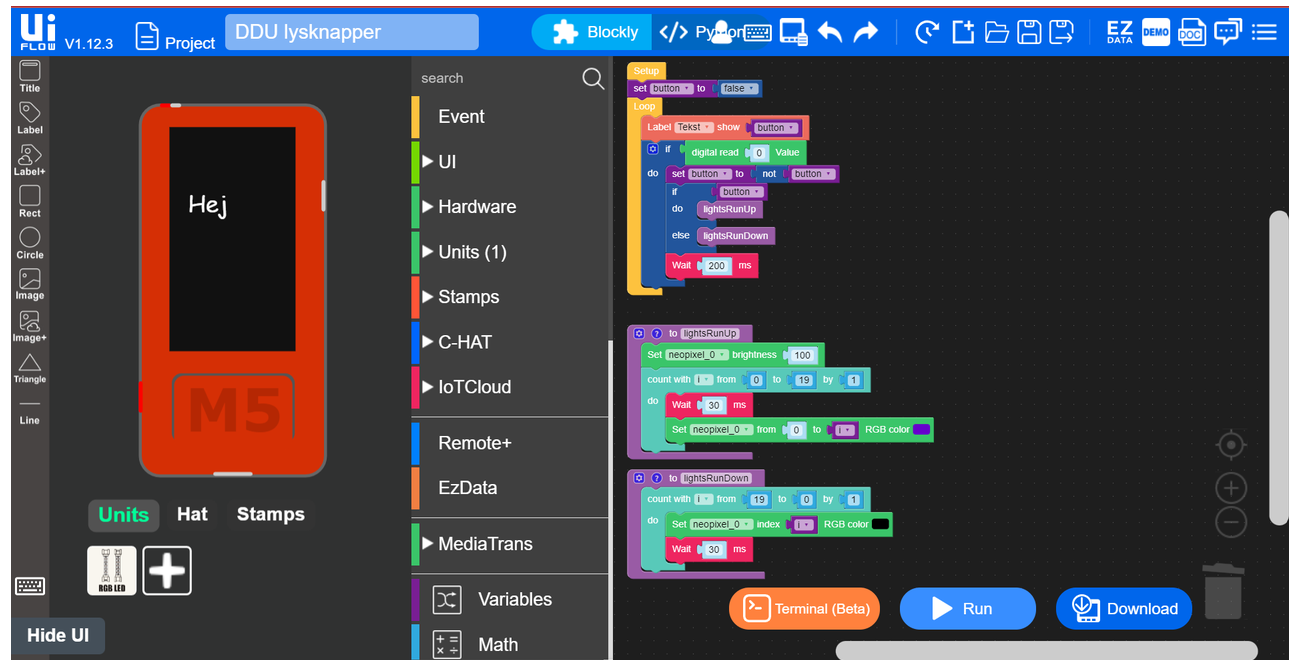 Ui
FLOW
V1.12.3
Project
DDU lysknapper
Blockly
</> Python
EZ
DATA
DEMO
DOC
Title
Label
Label+
Rect
Circle
Image
Image+
Triangle
Line
Hide UI
Hej
M5
Units
Hat
Stamps
RGB LED
search
Event
UI
Hardware
Units (1)
Stamps
C-HAT
IoTCloud
Remote+
EzData
MediaTrans
Variables
Math
Setup
set button to false
Loop
Label Tekst show button
if digital read 0 Value
do set button to not button
if button
do lightsRunUp
else lightsRunDown
Wait 200 ms
? to lightsRunUp
Set neopixel_0 brightness 100
count with i from 0 to 19 by 1
do Wait 30 ms
Set neopixel_0 from 0 to i RGB color
? to lightsRunDown
count with i from 19 to 0 by 1
do Set neopixel_0 index i RGB color
Wait 30 ms
Terminal (Beta)
Run
Download